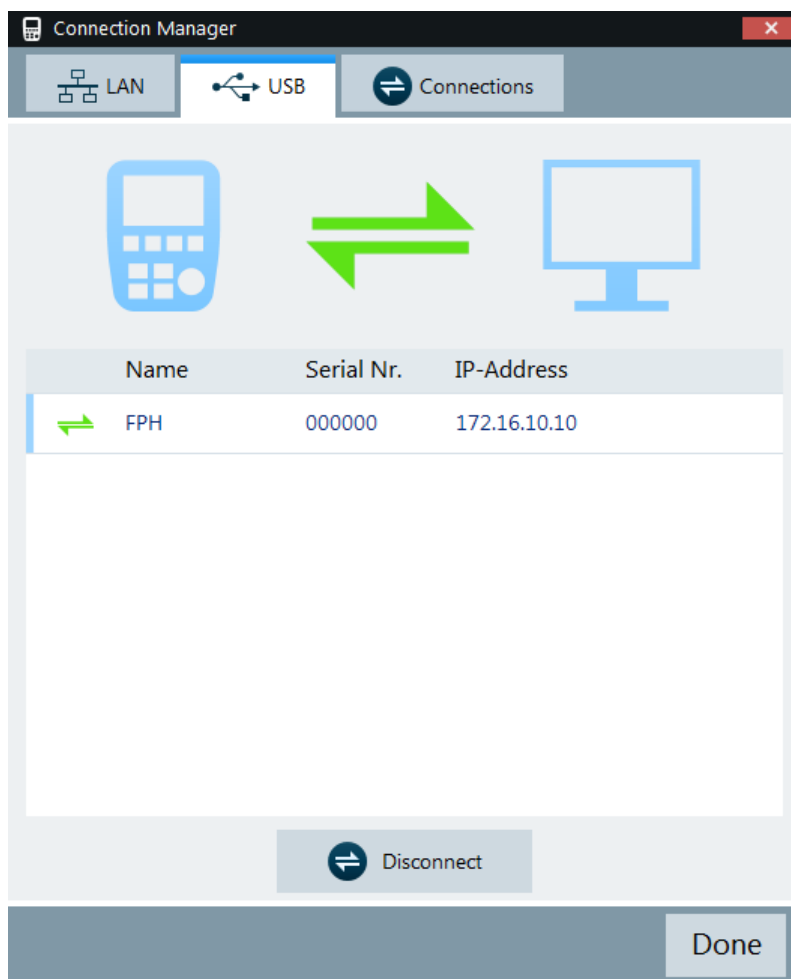 Connection Manager
LAN USB Connections
Name Serial Nr. IP-Address
FPH 000000 172.16.10.10
Disconnect
Done